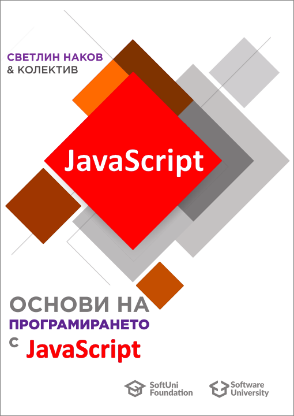 СВЕТЛИН НАКОВ
& КОЛЕКТИВ
JavaScript
ОСНОВИ НА
ПРОГРАМИРАНЕТО
С JavaScript
SoftUni
Foundation
Software
University